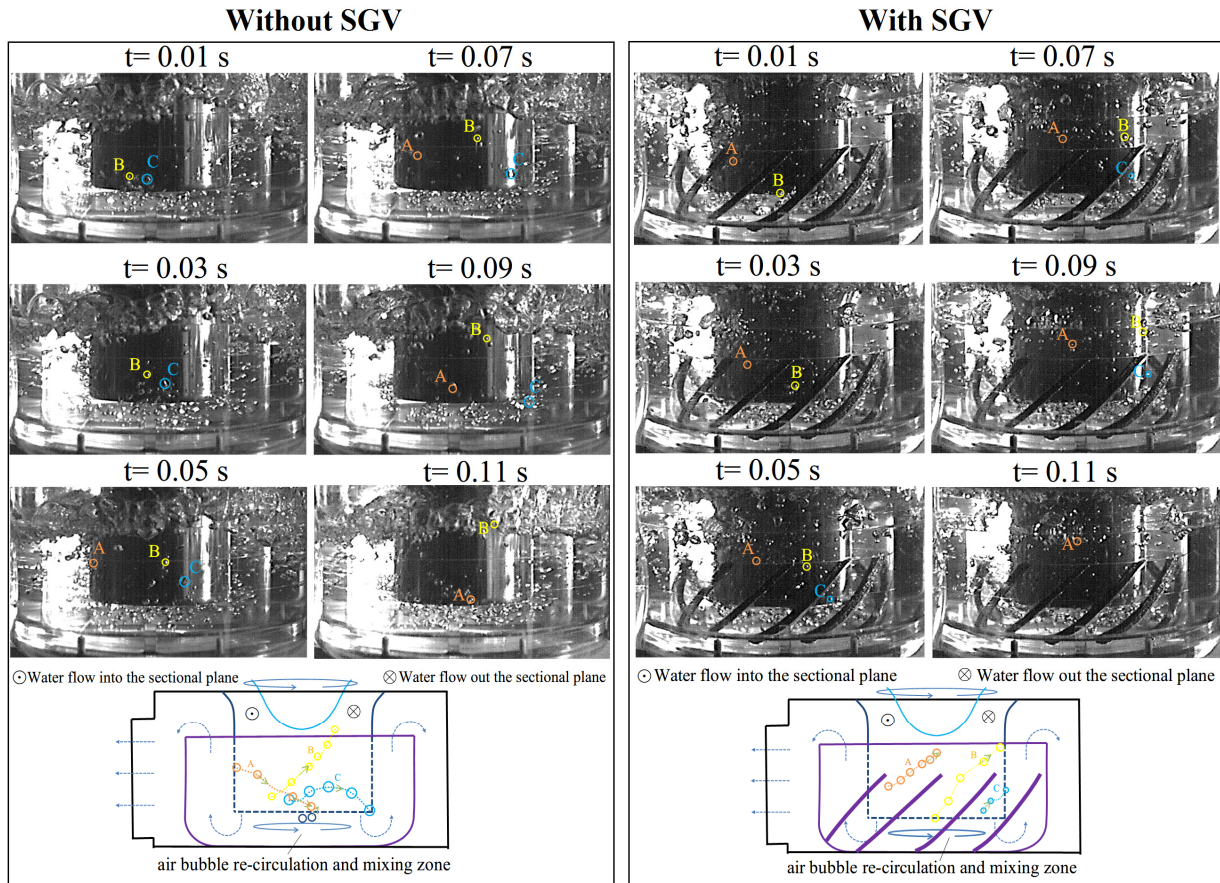 Without SGV
t= 0.01 s
t= 0.07 s
B
C
A
B
C
t= 0.03 s
t= 0.09 s
B
C
B
A
C
t= 0.05 s
t= 0.11 s
A
B
C
B
A
⊙Water flow into the sectional plane
⊗ Water flow out the sectional plane
A
B
C
air bubble re-circulation and mixing zone
With SGV
t= 0.01 s
t= 0.07 s
A
B
A
B
C
t= 0.03 s
t= 0.09 s
A
B
B
A
C
t= 0.05 s
t= 0.11 s
A
B
C
A
⊙Water flow into the sectional plane
⊗ Water flow out the sectional plane
A
B
C
air bubble re-circulation and mixing zone